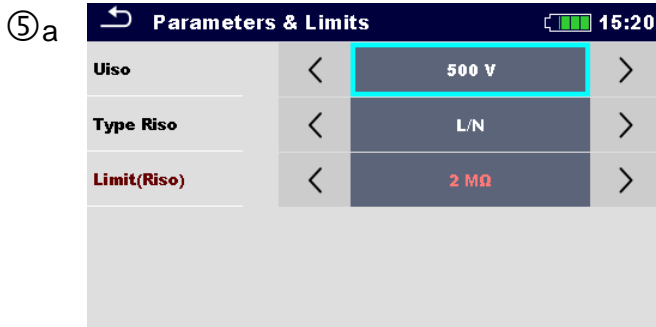 ⑤a
Parameters & Limits 15:20
Uiso < 500 V >
Type Riso < L/N >
Limit(Riso) < 2 MΩ >